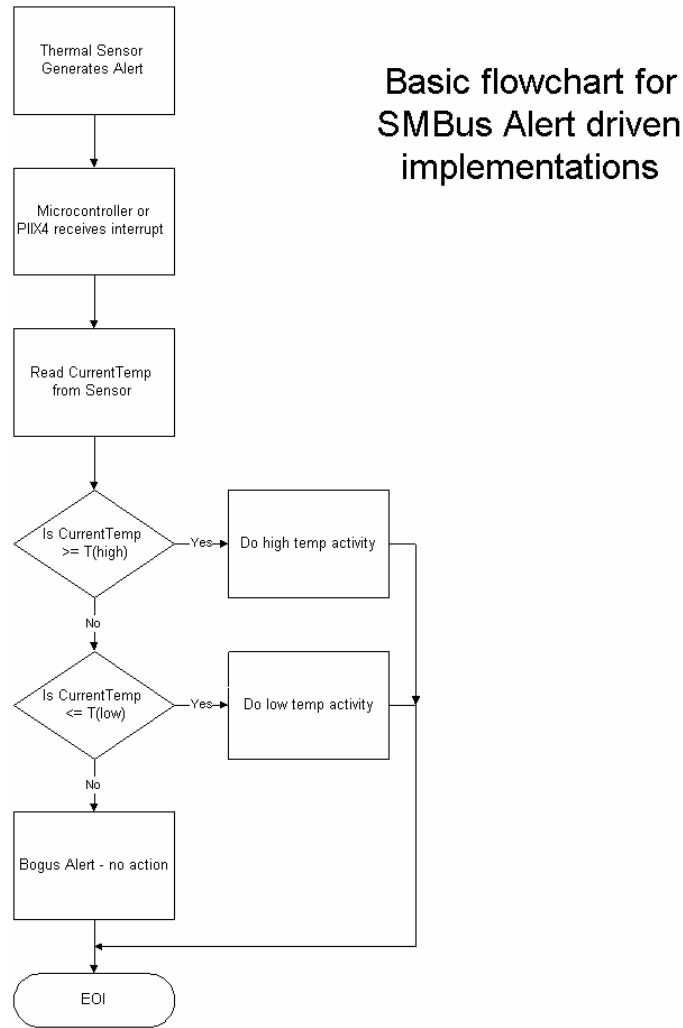 Basic flowchart for
SMBus Alert driven
implementations
Thermal Sensor
Generates Alert
Microcontroller or
PIIX4 receives interrupt
Read CurrentTemp
from Sensor
Is CurrentTemp
>= T(high)
Yes
Do high temp activity
No
Is CurrentTemp
<= T(low)
Yes
Do low temp activity
No
Bogus Alert - no action
EOI